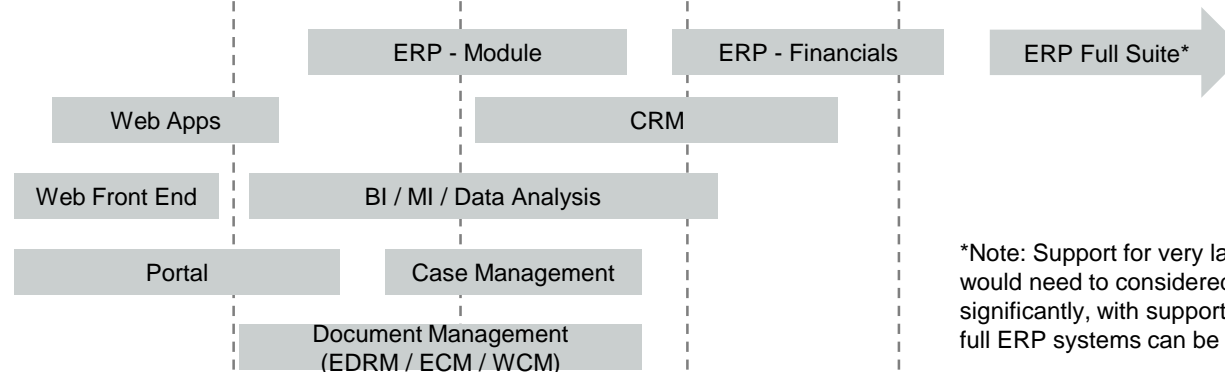 ERP - Module
ERP - Financials
ERP Full Suite*
Web Apps
CRM
Web Front End
BI / MI / Data Analysis
Portal
Case Management
*Note: Support for very
would need to considered
significantly, with support
full ERP systems can be
Document Management
(EDRM / ECM / WCM)